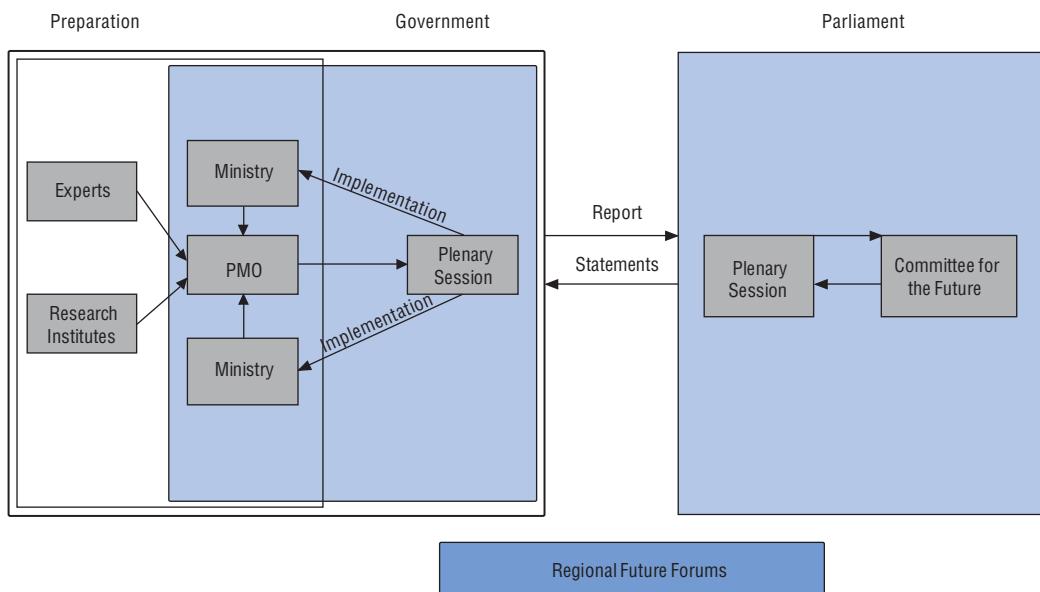 Preparation
Government
Parliament
Ministry
Implementation
Experts
Report
PMO
Plenary
Session
Plenary
Session
Committee for
the Future
Statements
Research
Institutes
Implementation
Ministry
Regional Future Forums